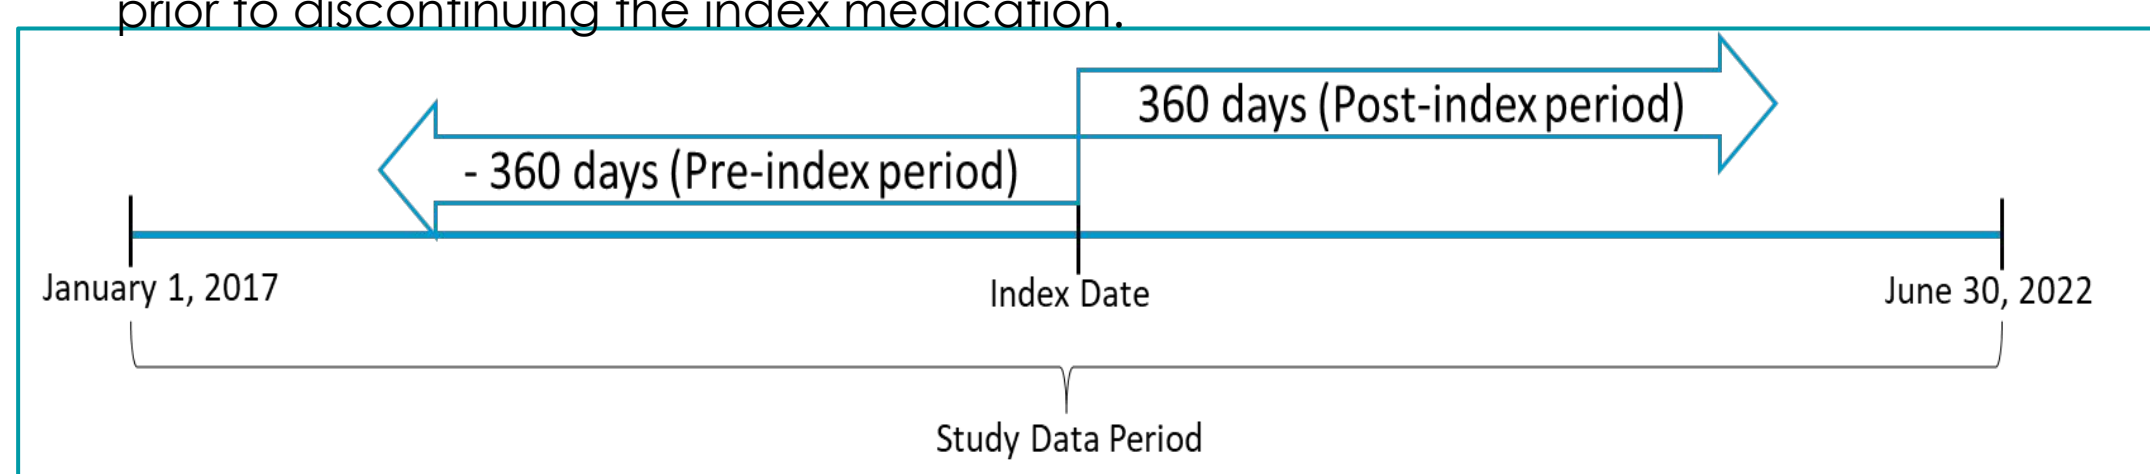 prior to discontinuing the index medication.
360 days (Post-index period)
- 360 days (Pre-index period)
January 1, 2017
Index Date
June 30, 2022
Study Data Period